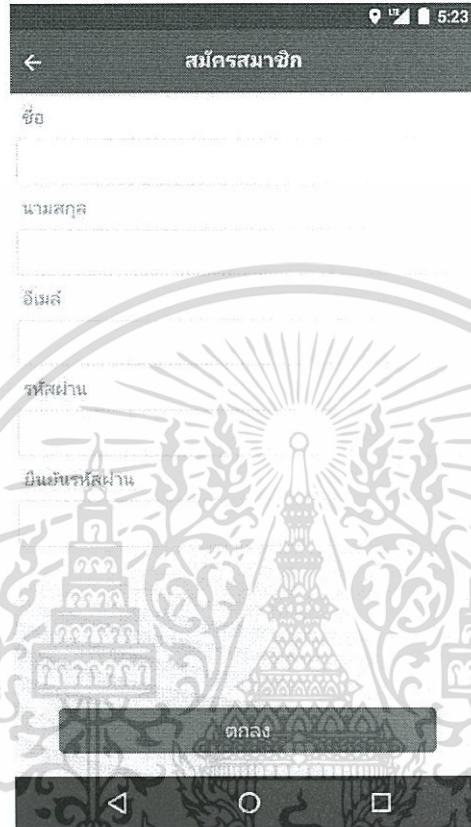 LTE 5:23
สมัครสมาชิก
ชื่อ
นามสกุล
อีเมล์
รหัสผ่าน
ยืนยันรหัสผ่าน
ตกลง